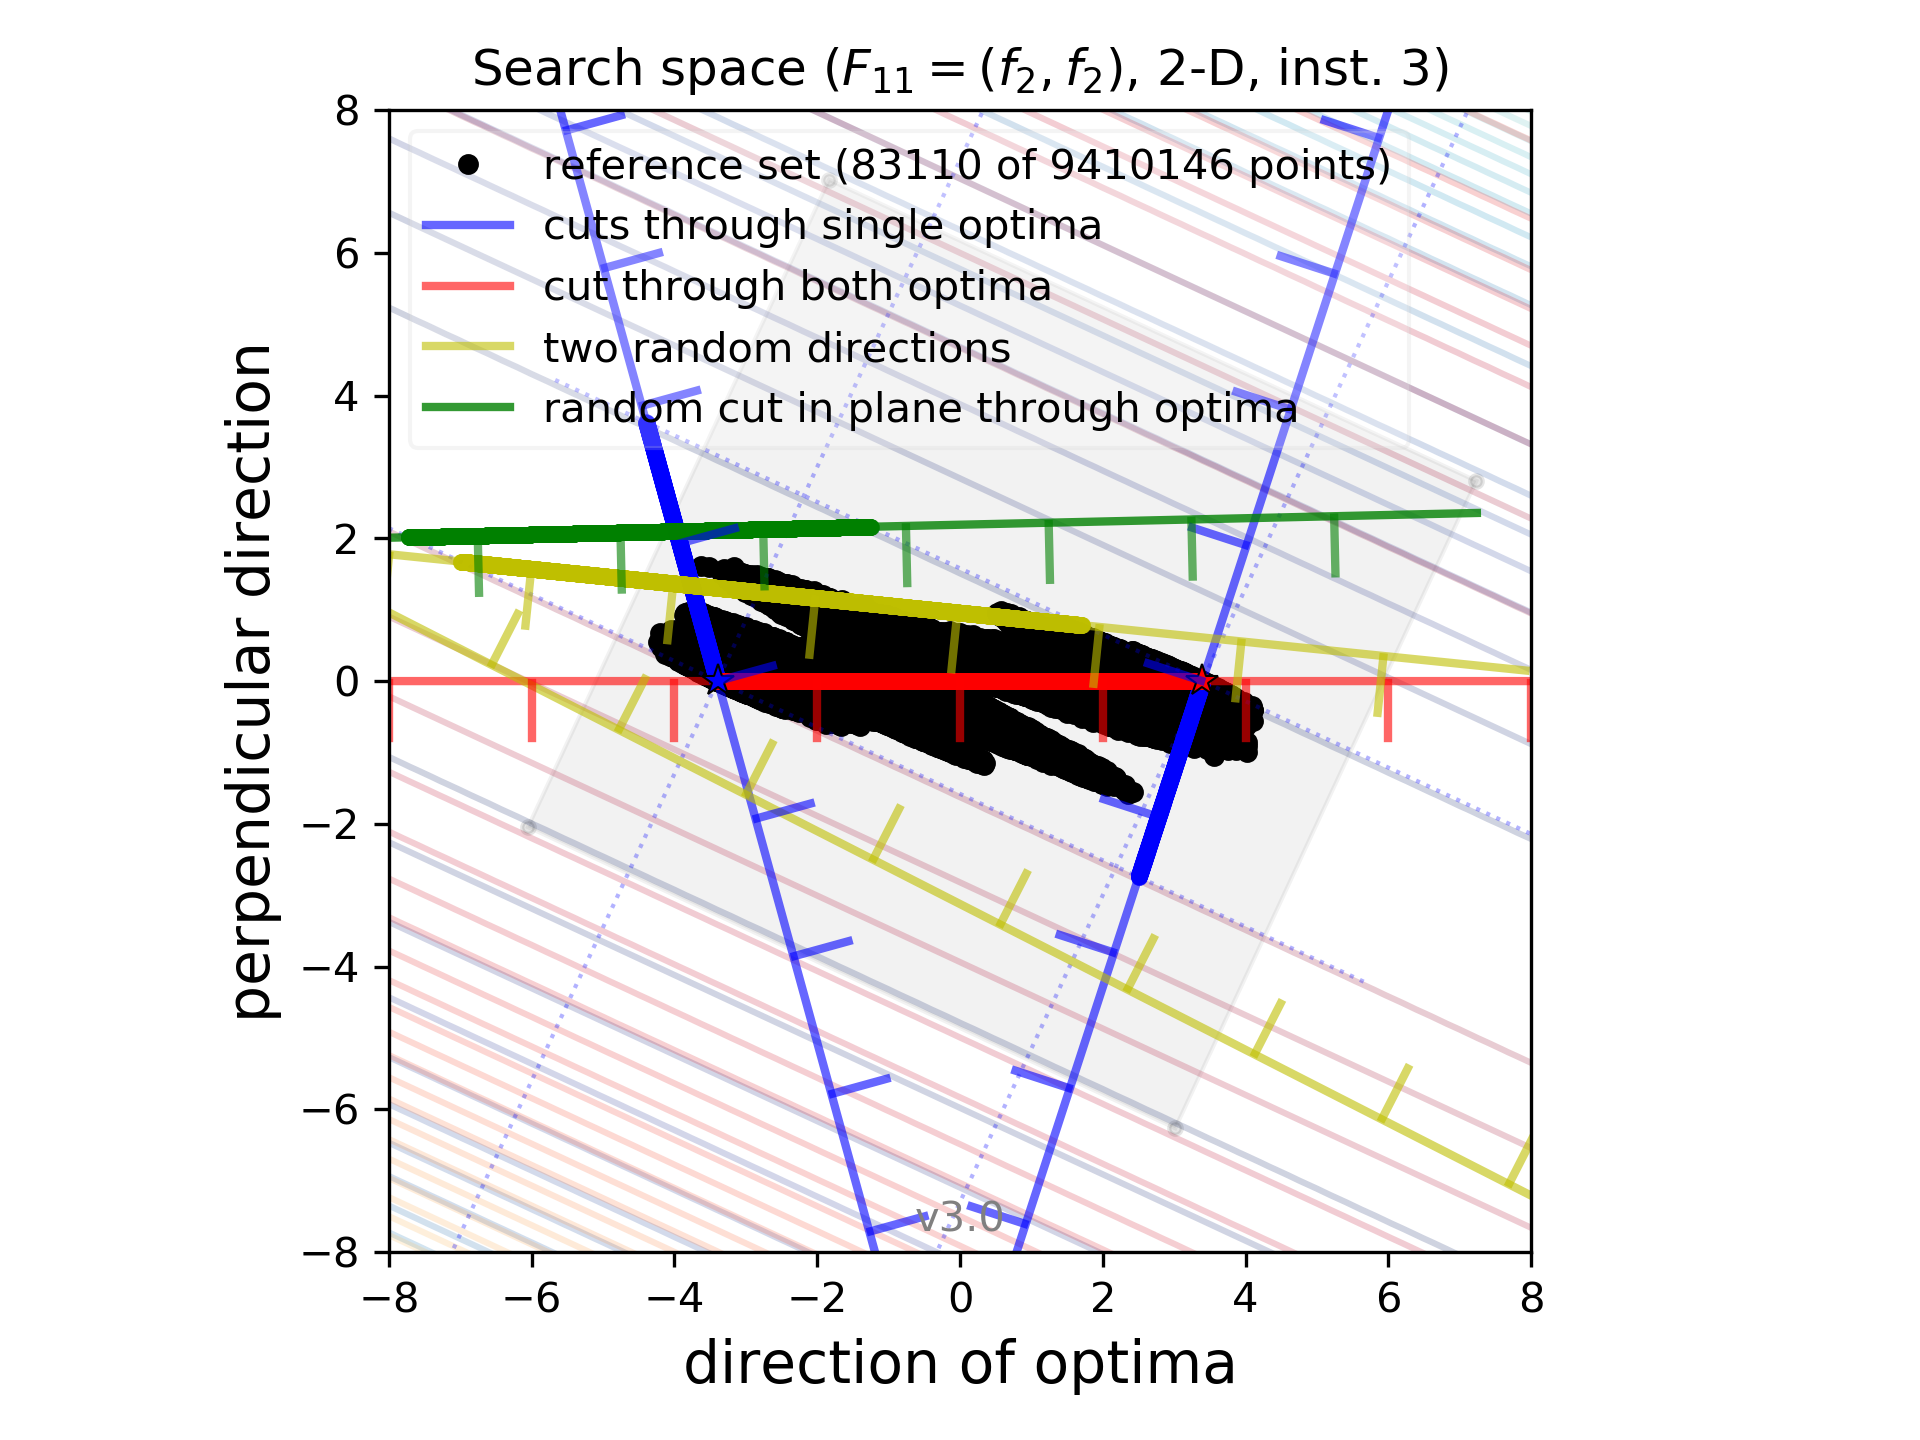 Search space (F₁₁ = (f₂, f₂), 2-D, inst. 3)
reference set (83110 of 9410146 points)
cuts through single optima
cut through both optima
two random directions
random cut in plane through optima
perpendicular direction
8
6
4
2
0
−2
−4
−6
−8
v3.0
−8 −6 −4 −2 0 2 4 6 8
direction of optima